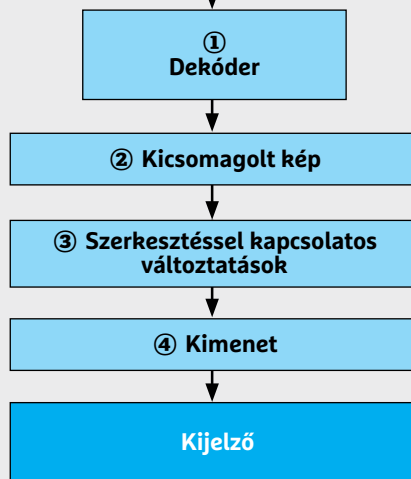 ①
Dekóder
② Kicsomagolt kép
③ Szerkesztéssel kapcsolatos
változtatások
④ Kimenet
Kijelző